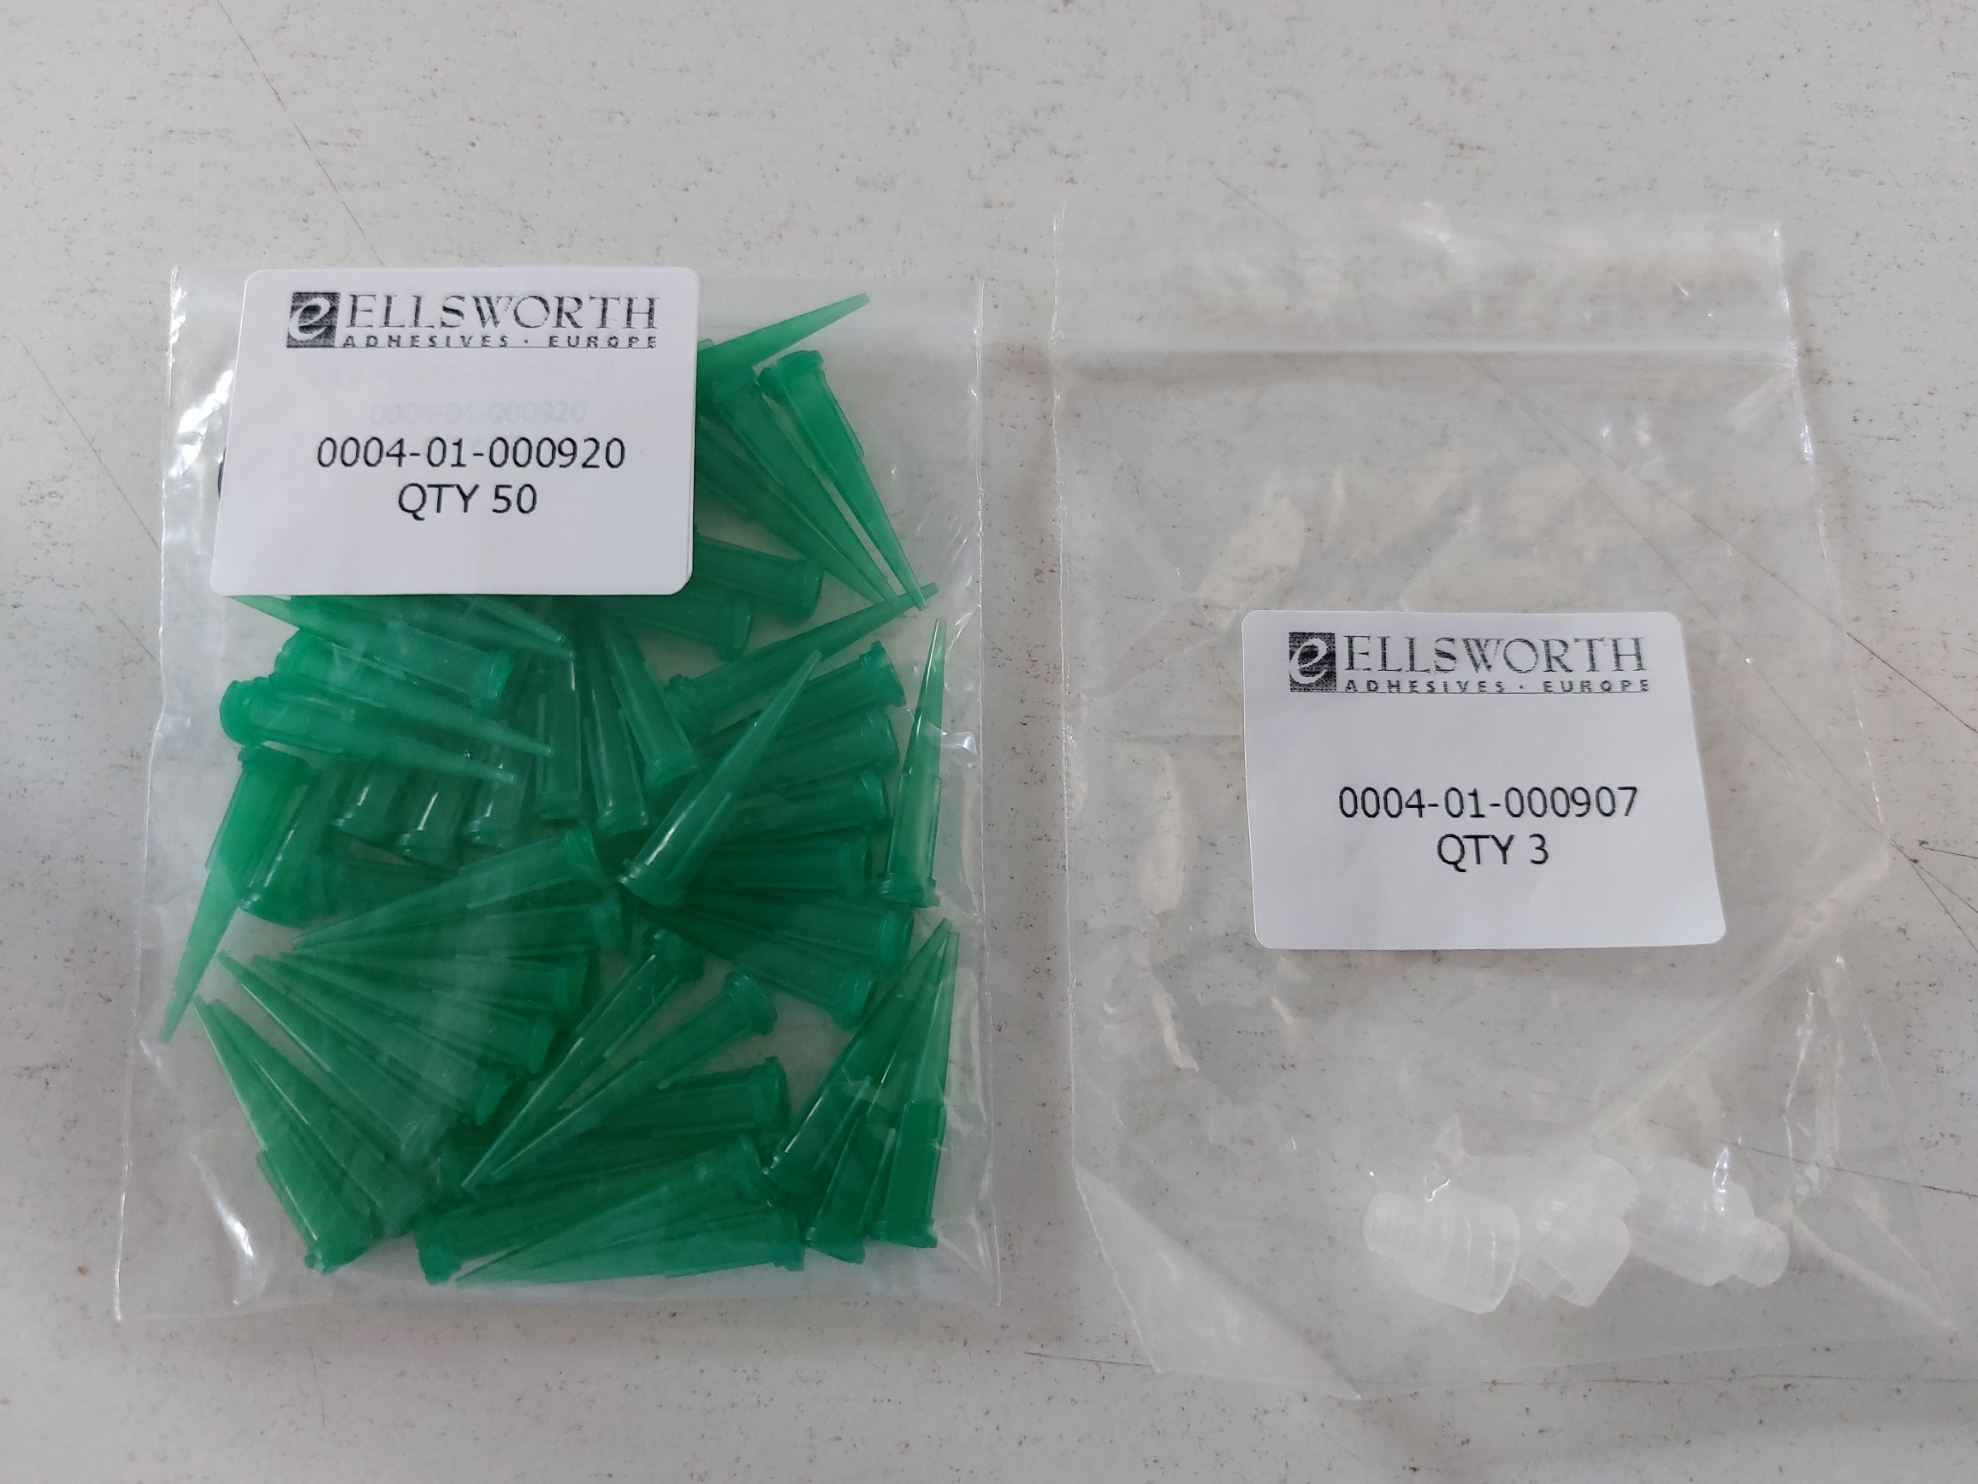 ELLSWORTH
ADHESIVES · EUROPE
0004-01-000920
0004-01-000920
QTY 50
ELLSWORTH
ADHESIVES · EUROPE
0004-01-000907
QTY 3